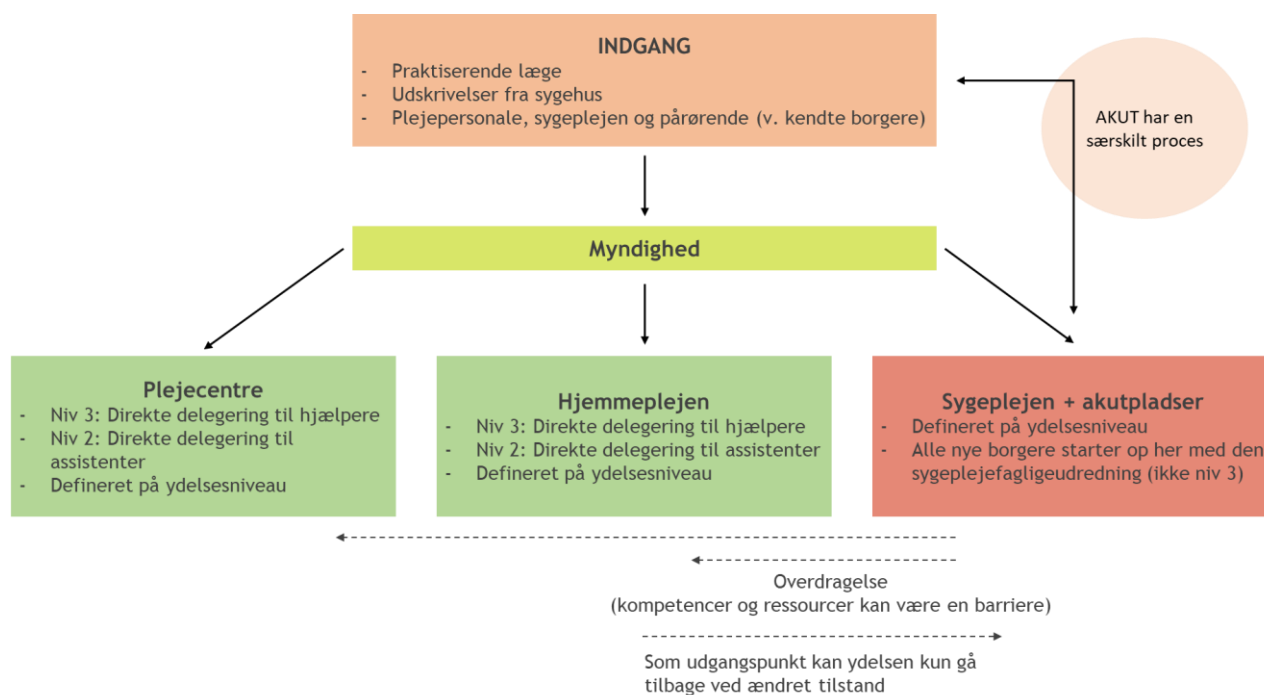 INDGANG
- Praktiserende læge
- Udskrivelser fra sygehus
- Plejepersonale, sygeplejen og pårørende (v. kendte borgere)
AKUT har en
særskilt proces
Myndighed
Plejecentre
- Niv 3: Direkte delegering til hjælpere
- Niv 2: Direkte delegering til
assistenter
- Defineret på ydelsesniveau
Hjemmeplejen
- Niv 3: Direkte delegering til hjælpere
- Niv 2: Direkte delegering til assistenter
- Defineret på ydelsesniveau
Sygeplejen + akutpladser
- Defineret på ydelsesniveau
- Alle nye borgere starter op her med den
sygeplejefagligeudredning (ikke niv 3)
Overdragelse
(kompetencer og ressourcer kan være en barriere)
Som udgangspunkt kan ydelsen kun gå
tilbage ved ændret tilstand